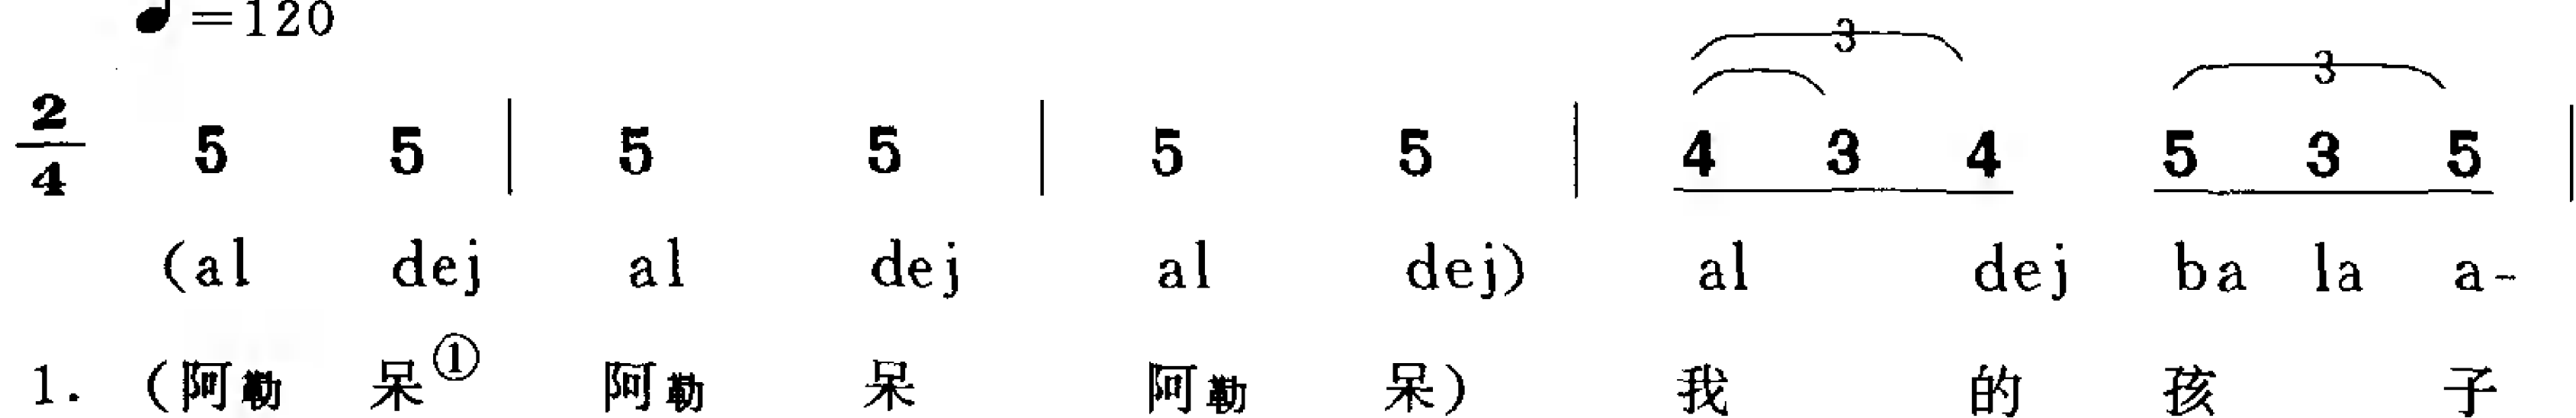 ♩=120
3 3
2/4 5 5 | 5 5 | 5 5 | 4 3 4 5 3 5 |
(al dej al dej al dej) al dej ba la a-
1. (阿勒 呆① 阿勒 呆 阿勒 呆) 我 的 孩 子